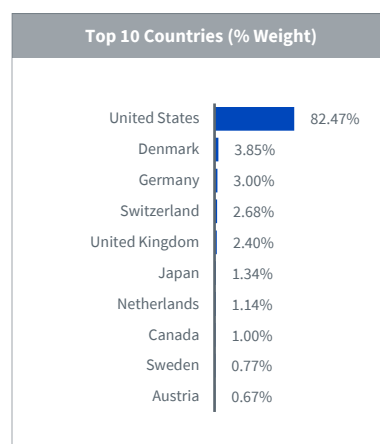 Top 10 Countries (% Weight)
United States 82.47%
Denmark 3.85%
Germany 3.00%
Switzerland 2.68%
United Kingdom 2.40%
Japan 1.34%
Netherlands 1.14%
Canada 1.00%
Sweden 0.77%
Austria 0.67%